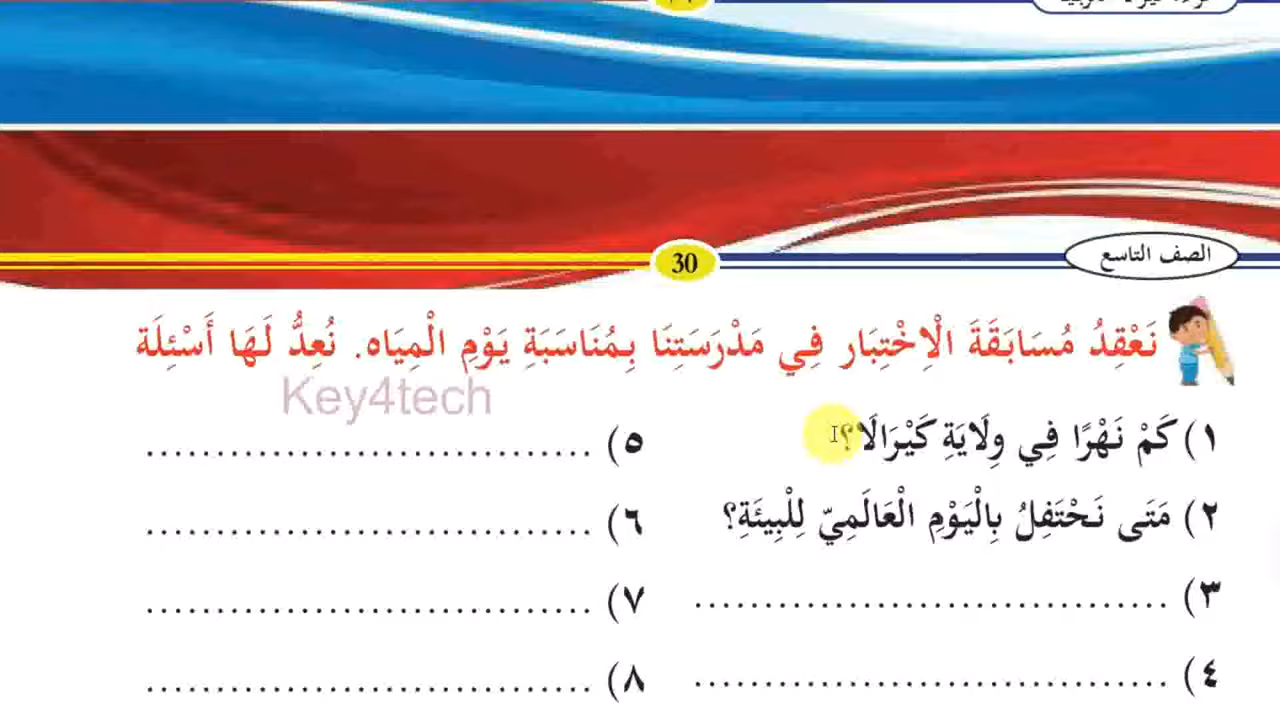 30
الصف التاسع
نَعْقِدُ مُسَابَقَةَ الْاِخْتِبَار فِي مَدْرَسَتِنَا بِمُنَاسَبَةِ يَوْمِ الْمِيَاه. نُعِدُّ لَهَا أَسْئِلَة
Key4tech
١) كَمْ نَهْرًا فِي وِلَايَةِ كَيْرَالَا؟
٢) مَتَى نَحْتَفِلُ بِالْيَوْمِ الْعَالَمِيّ لِلْبِيئَةِ؟
٣) ..................................
٤) ..................................
٥) ................................
٦) ................................
٧) ................................
٨) ................................